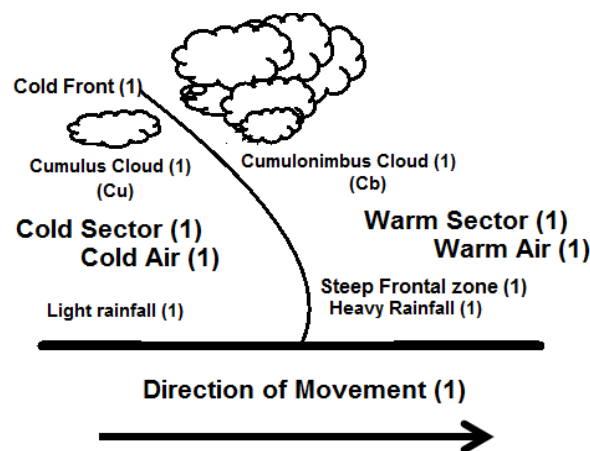 Cold Front (1)
Cumulus Cloud (1)
(Cu)
Cumulonimbus Cloud (1)
(Cb)
Cold Sector (1)
Cold Air (1)
Warm Sector (1)
Warm Air (1)
Light rainfall (1)
Steep Frontal zone (1)
Heavy Rainfall (1)
Direction of Movement (1)